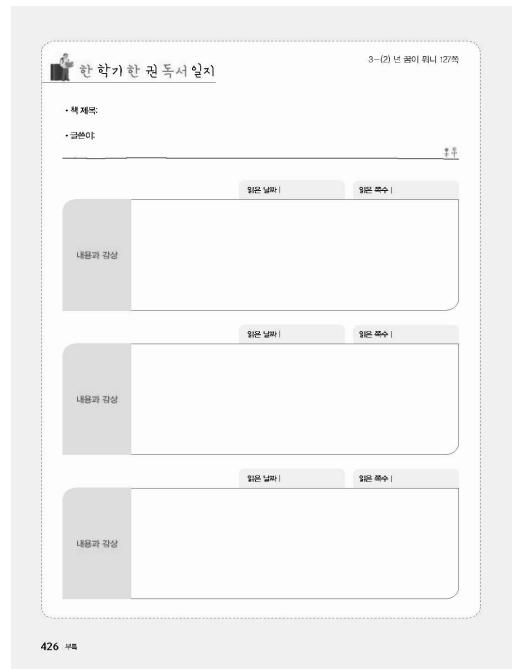 3-(2) 넌 꿈이 뭐니 127쪽
한 학기 한 권 독서 일지
• 책 제목:
• 글쓴이:
읽은 날짜 | 읽은 쪽수 |
내용과 감상
읽은 날짜 | 읽은 쪽수 |
내용과 감상
읽은 날짜 | 읽은 쪽수 |
내용과 감상
426 부록